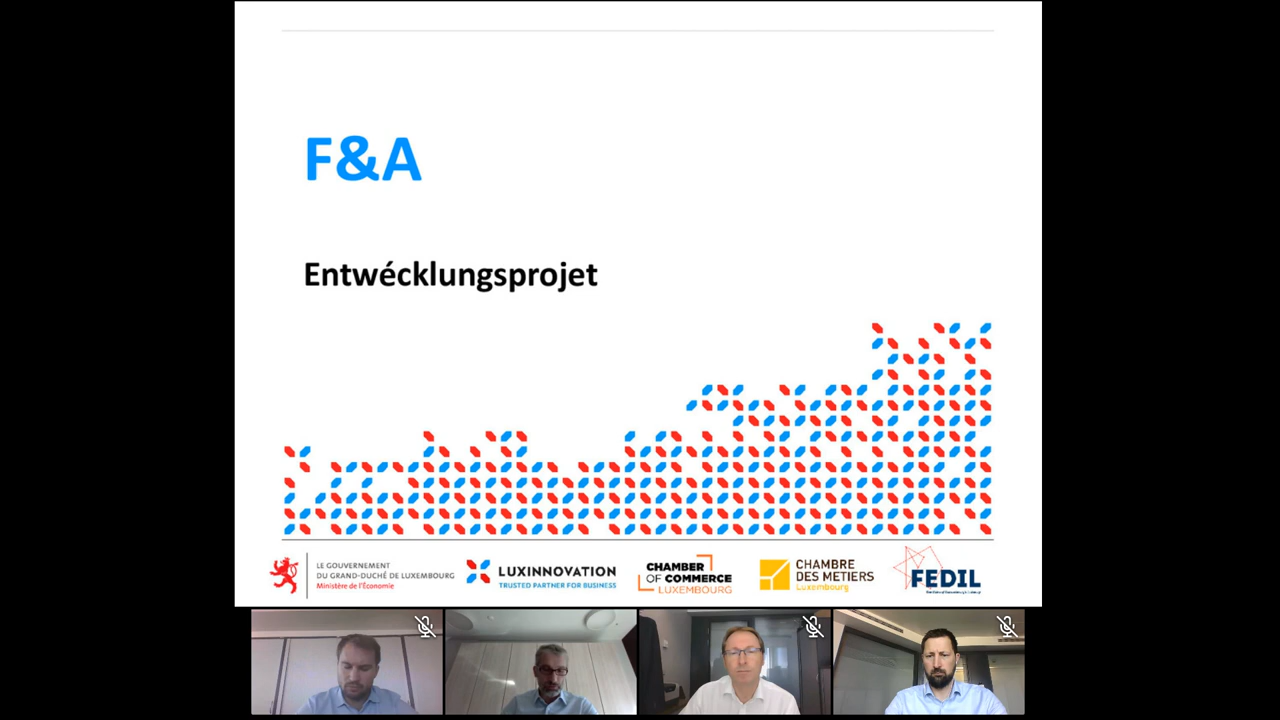 F&A
Entwécklungsprojet
LE GOUVERNEMENT
DU GRAND-DUCHÉ DE LUXEMBOURG
Ministère de l'Économie
LUXINNOVATION
TRUSTED PARTNER FOR BUSINESS
CHAMBER
OF COMMERCE
LUXEMBOURG
CHAMBRE
DES METIERS
Luxembourg
FEDIL